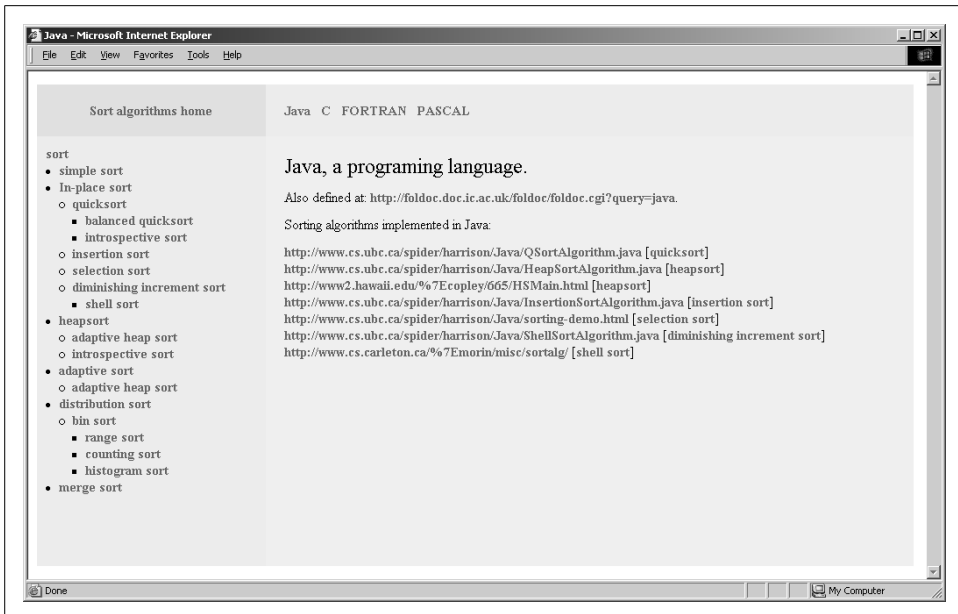 Java - Microsoft Internet Explorer
File Edit View Favorites Tools Help
Sort algorithms home
Java C FORTRAN PASCAL
sort
simple sort
In-place sort
quicksort
balanced quicksort
introspective sort
insertion sort
selection sort
diminishing increment sort
shell sort
heapsort
adaptive heap sort
introspective sort
adaptive sort
adaptive heap sort
distribution sort
bin sort
range sort
counting sort
histogram sort
merge sort
Java, a programing language.
Also defined at: http://foldoc.doc.ic.ac.uk/foldoc/foldoc.cgi?query=java.
Sorting algorithms implemented in Java:
http://www.cs.ubc.ca/spider/harrison/Java/QSortAlgorithm.java [quicksort]
http://www.cs.ubc.ca/spider/harrison/Java/HeapSortAlgorithm.java [heapsort]
http://www2.hawaii.edu/%7Ecopley/665/HSMain.html [heapsort]
http://www.cs.ubc.ca/spider/harrison/Java/InsertionSortAlgorithm.java [insertion sort]
http://www.cs.ubc.ca/spider/harrison/Java/sorting-demo.html [selection sort]
http://www.cs.ubc.ca/spider/harrison/Java/ShellSortAlgorithm.java [diminishing increment sort]
http://www.cs.carleton.ca/%7Emorin/misc/sortalg/ [shell sort]
Done
My Computer